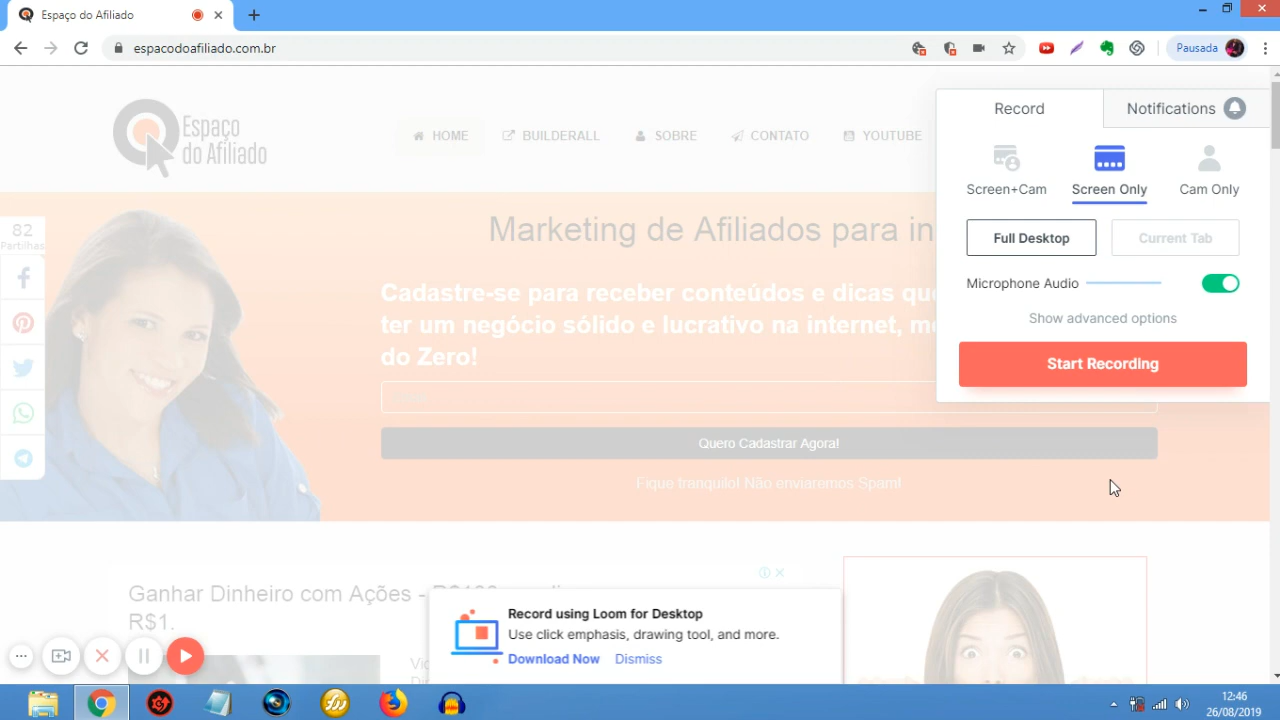 Espaço do Afiliado
espacodoafiliado.com.br
Pausada
Espaço
do Afiliado
HOME
BUILDERALL
SOBRE
CONTATO
YOUTUBE
Record
Notifications
Screen+Cam
Screen Only
Cam Only
Full Desktop
Current Tab
Microphone Audio
Show advanced options
Start Recording
82
Partilhas
Marketing de Afiliados para in
Cadastre-se para receber conteúdos e dicas qu
ter um negócio sólido e lucrativo na internet, m
do Zero!
Quero Cadastrar Agora!
Fique tranquilo! Não enviaremos Spam!
Ganhar Dinheiro com Ações -
R$1.
Record using Loom for Desktop
Use click emphasis, drawing tool, and more.
Download Now
Dismiss
12:46
26/08/2019